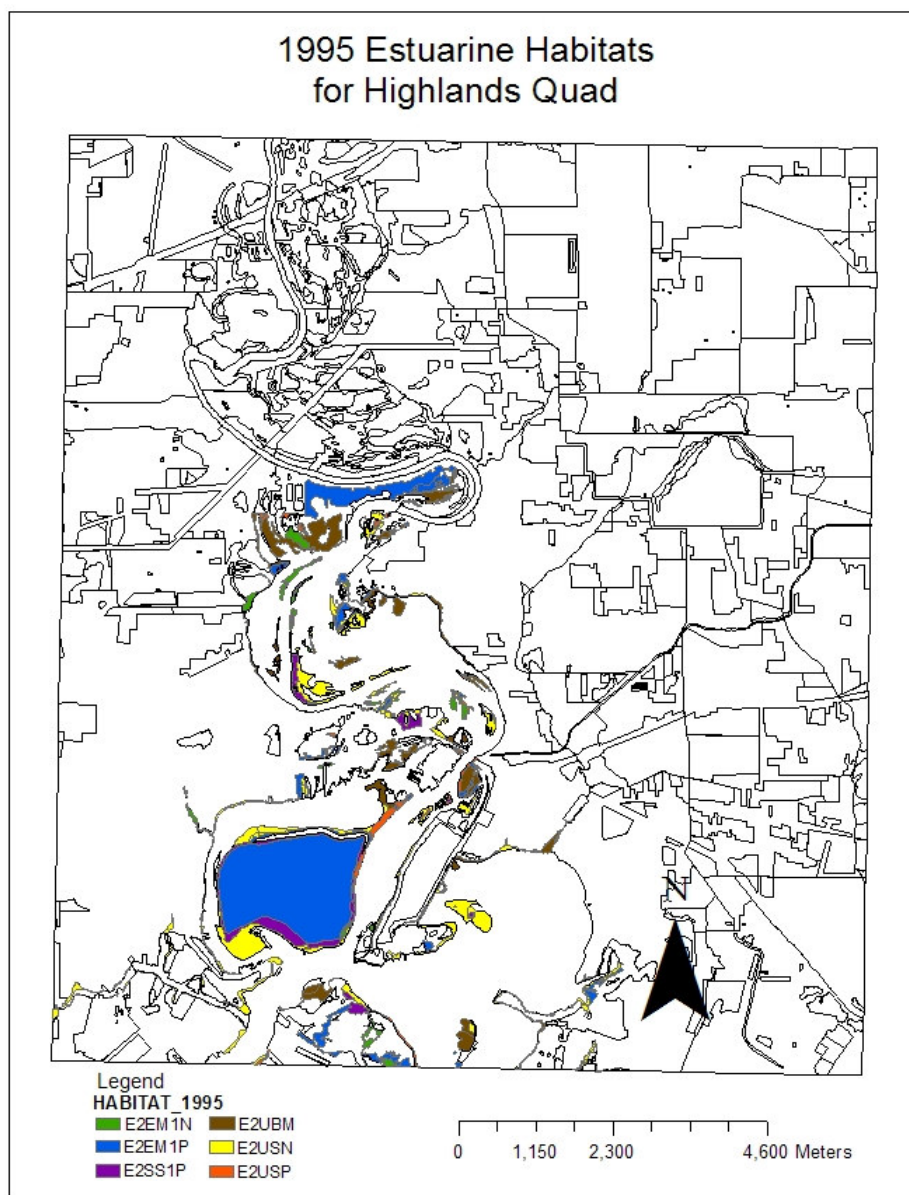 1995 Estuarine Habitats
for Highlands Quad
N
Legend
HABITAT_1995
E2EM1N E2UBM
E2EM1P E2USN
E2SS1P E2USP
0 1,150 2,300 4,600 Meters